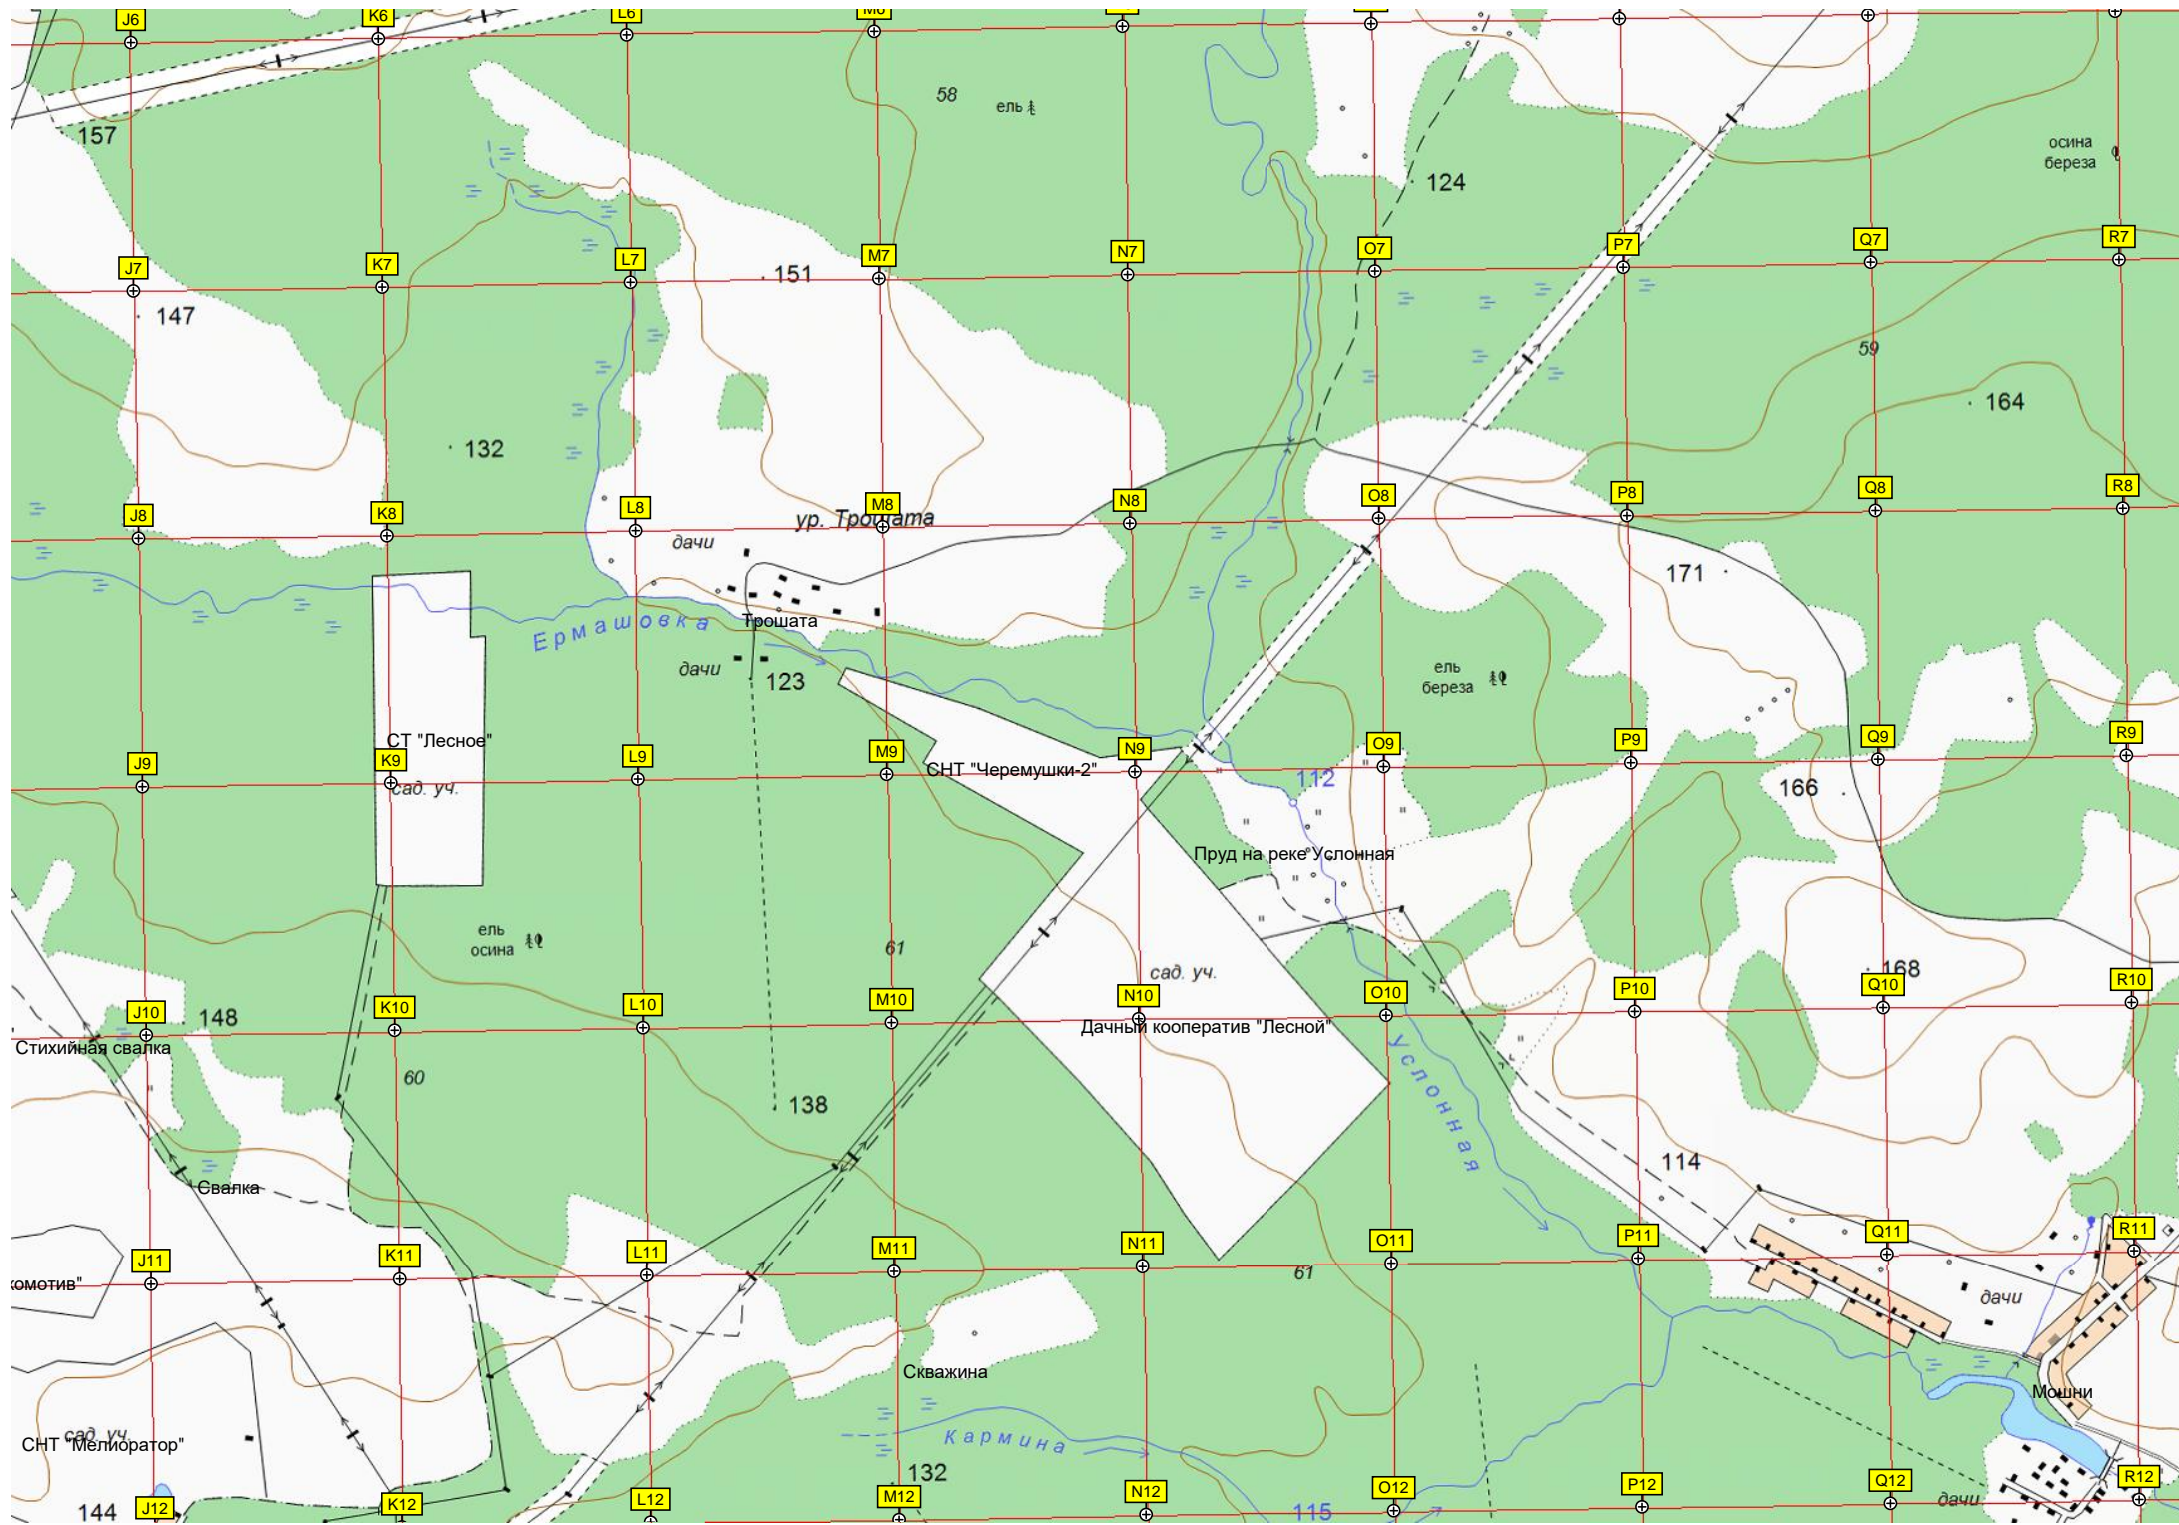 J6
K6
L6
M6
58
ель
157
осина
береза
124
J7
K7
L7
M7
N7
O7
P7
Q7
R7
151
147
59
164
132
J8
K8
L8
M8
N8
O8
P8
Q8
R8
ур. Трошата
дачи
171
Ермашовка
Трошата
дачи
123
ель
береза
СТ "Лесное"
J9
K9
L9
M9
N9
O9
P9
Q9
R9
СНТ "Черемушки-2"
112
сад. уч.
166
Пруд на реке Услонная
ель
осина
61
сад. уч.
168
J10
K10
L10
M10
N10
O10
P10
Q10
R10
148
Дачный кооператив "Лесной"
Стихийная свалка
60
Услонная
138
114
Свалка
J11
K11
L11
M11
N11
O11
P11
Q11
R11
61
комотив"
дачи
Скважина
Мошни
сад. уч.
СНТ "Мелиоратор"
Кармина
132
J12
K12
L12
M12
N12
O12
P12
Q12
R12
144
115
дачи